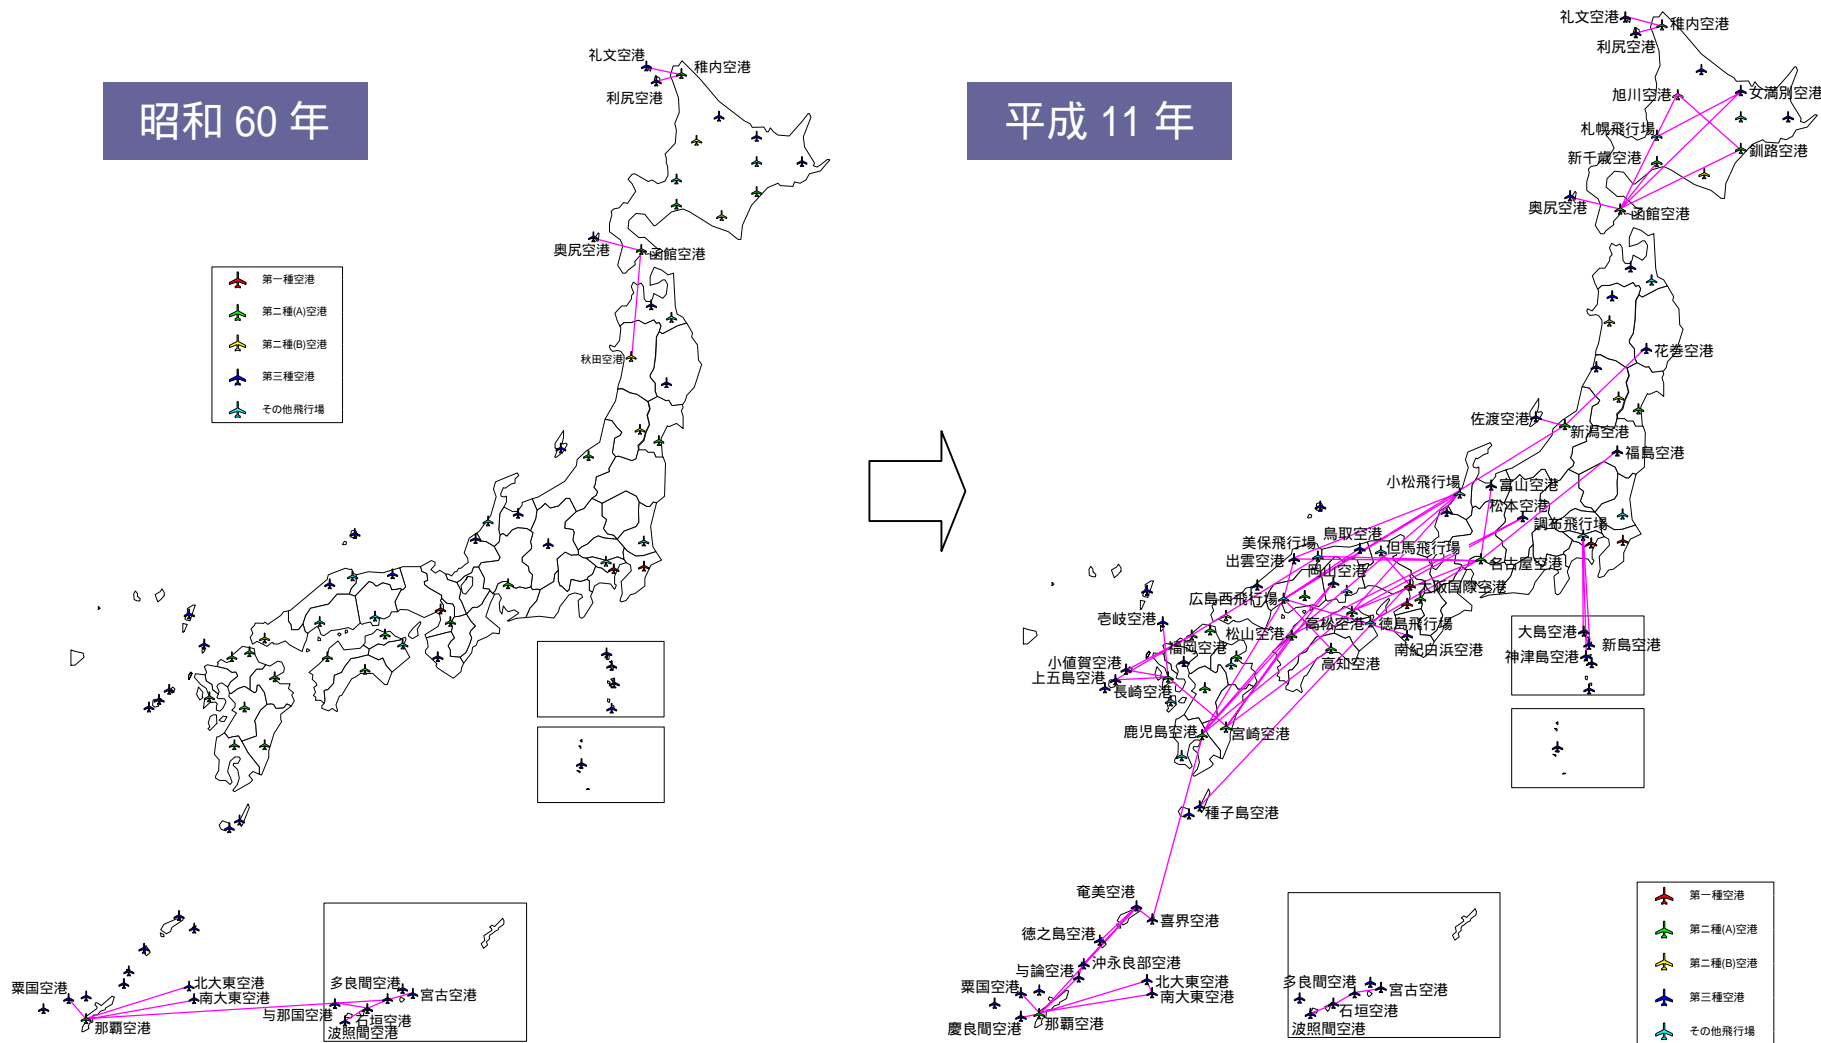 昭和 60 年
礼文空港
稚内空港
利尻空港
奥尻空港
函館空港
秋田空港
第一種空港
第二種(A)空港
第二種(B)空港
第三種空港
その他飛行場
粟国空港
北大東空港
南大東空港
那覇空港
多良間空港
宮古空港
与那国空港
石垣空港
波照間空港
平成 11 年
礼文空港
稚内空港
利尻空港
旭川空港
女満別空港
札幌飛行場
新千歳空港
釧路空港
奥尻空港
函館空港
花巻空港
佐渡空港
新潟空港
福島空港
小松飛行場
富山空港
松本空港
調布飛行場
鳥取空港
美保飛行場
但馬飛行場
出雲空港
名古屋空港
岡山空港
大阪国際空港
広島西飛行場
壱岐空港
高松空港
徳島飛行場
松山空港
福岡空港
南紀白浜空港
高知空港
小値賀空港
上五島空港
長崎空港
大島空港
新島空港
神津島空港
鹿児島空港
宮崎空港
種子島空港
奄美空港
喜界空港
徳之島空港
沖永良部空港
与論空港
北大東空港
粟国空港
南大東空港
慶良間空港
那覇空港
多良間空港
宮古空港
石垣空港
波照間空港
第一種空港
第二種(A)空港
第二種(B)空港
第三種空港
その他飛行場